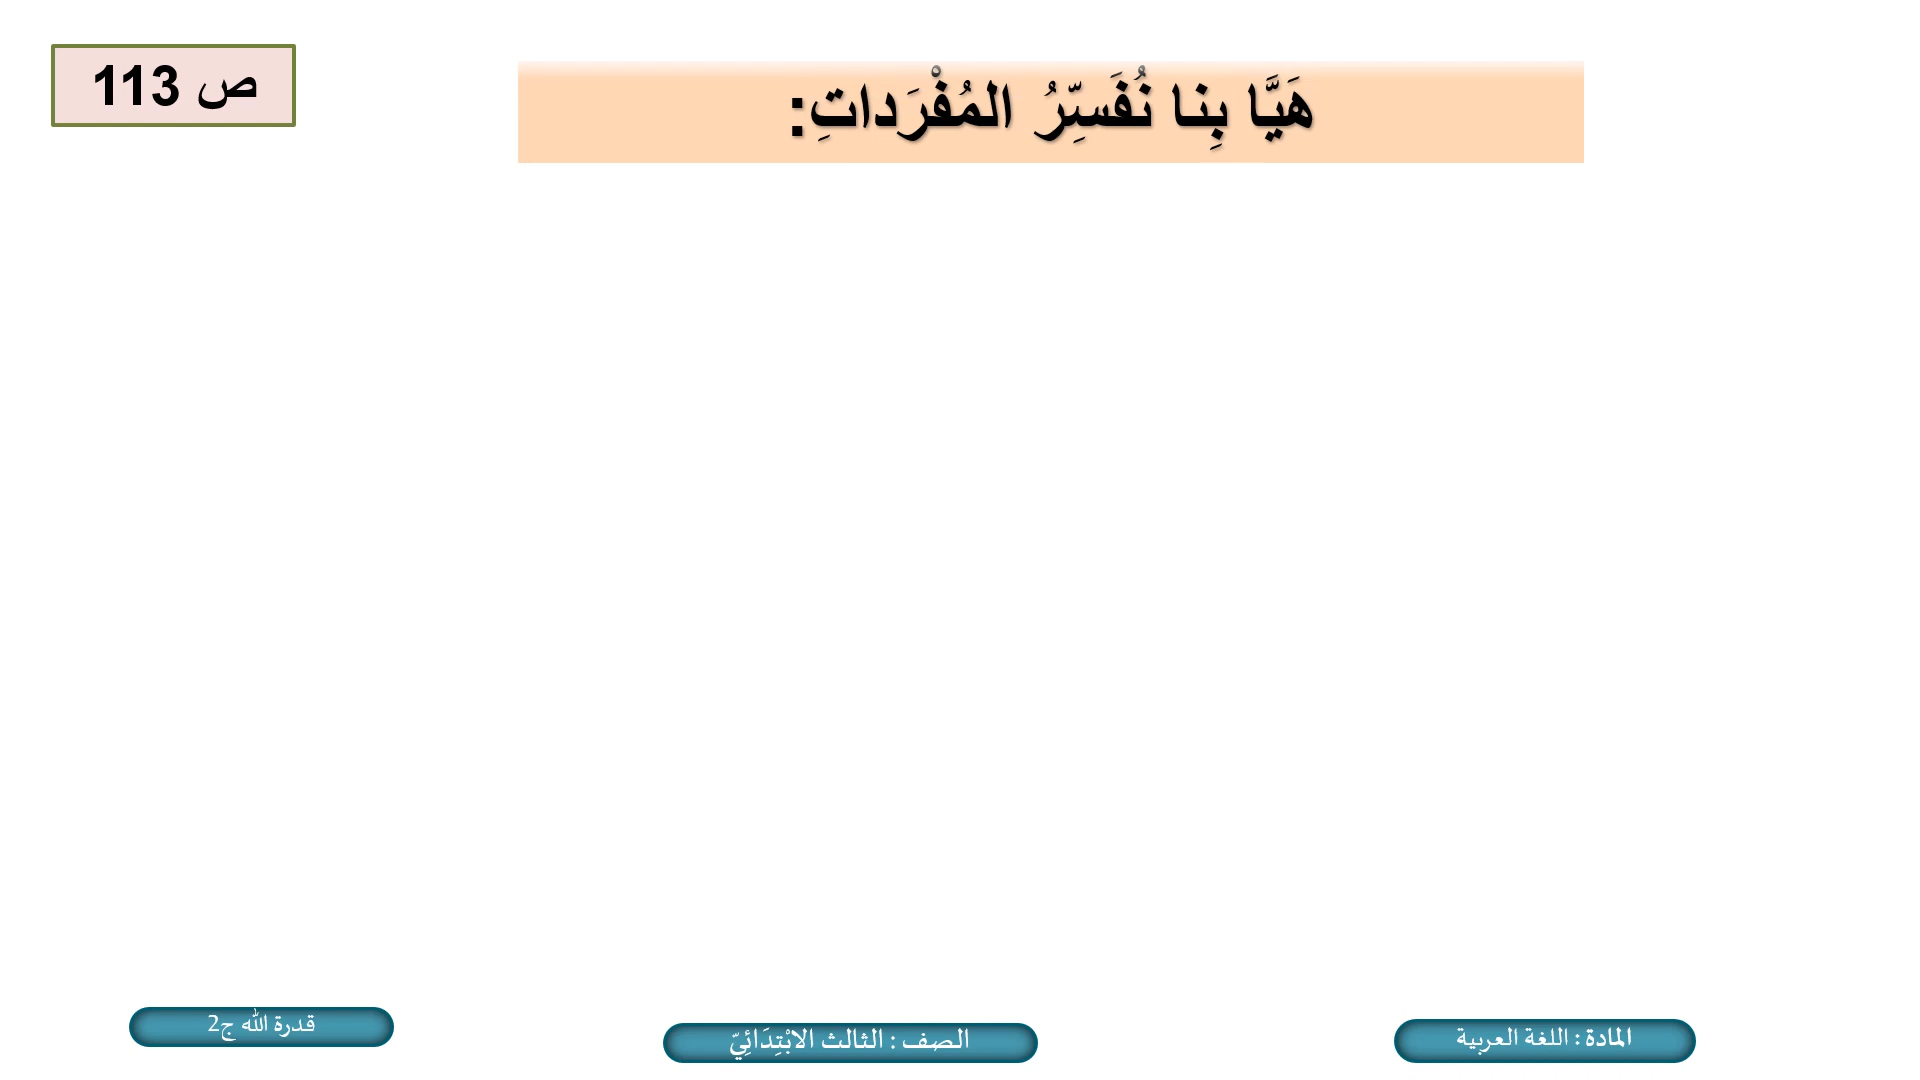 ص 113
هَيَّا بِنا نُفَسِّرُ المُفْرَداتِ:
المادة : اللغة العربية
الصف : الثالث الابْتِدَائِيّ
قدرة الله ج2